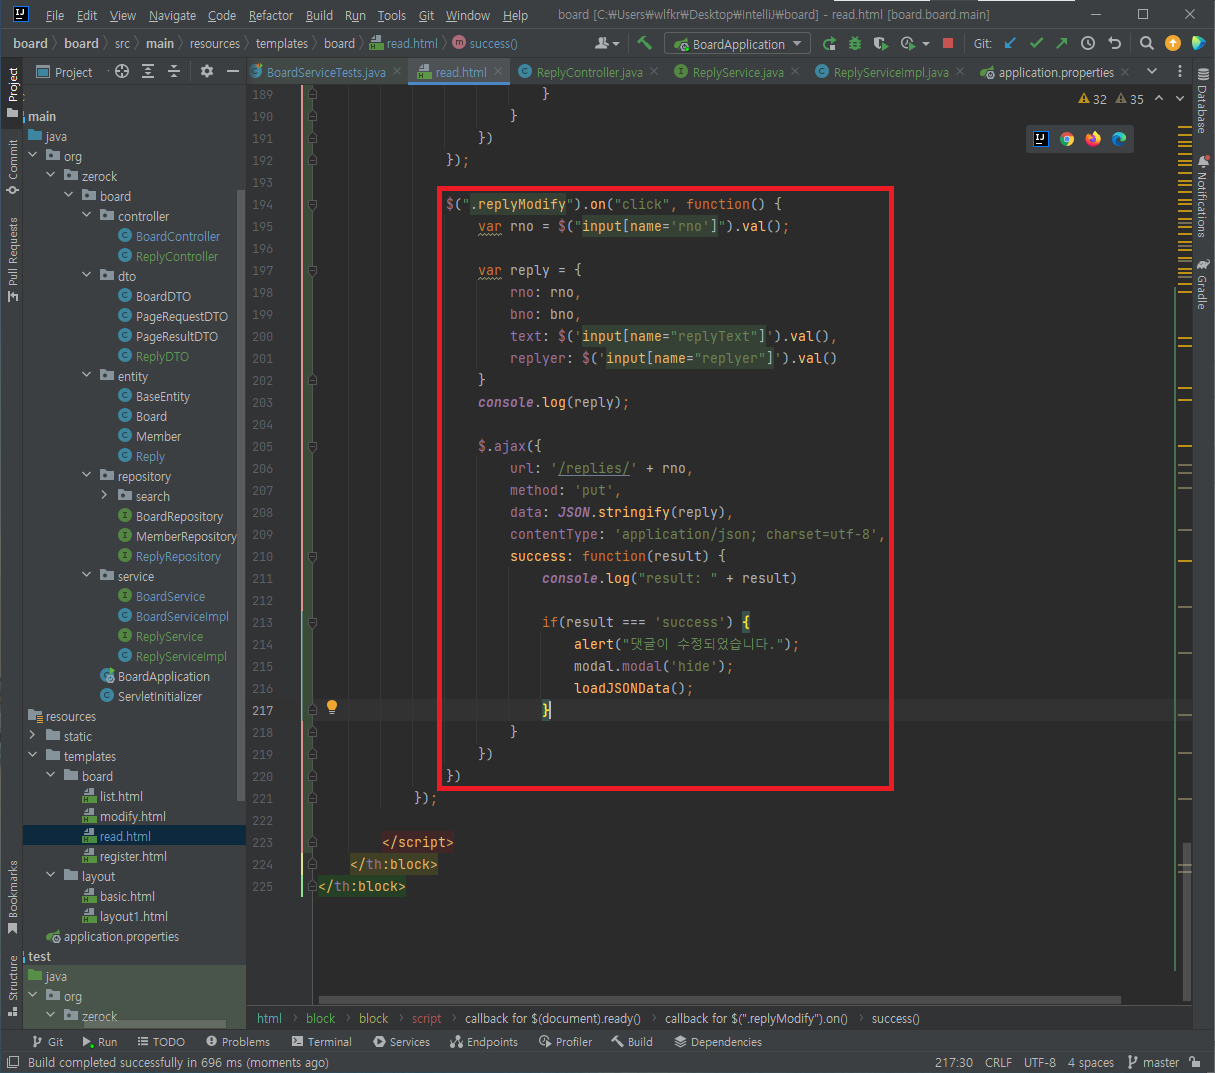 File Edit View Navigate Code Refactor Build Run Tools Git Window Help board [C:₩Users₩wlfkr₩Desktop₩IntelliJ₩board] - read.html [board.board.main]
board board src main resources templates board read.html success() BoardApplication Git:
Project BoardServiceTests.java read.html ReplyController.java ReplyService.java ReplyServiceImpl.java application.properties
32 35
Project
Commit
Pull Requests
Bookmarks
Structure
main
java
org
zerock
board
controller
BoardController
ReplyController
dto
BoardDTO
PageRequestDTO
PageResultDTO
ReplyDTO
entity
BaseEntity
Board
Member
Reply
repository
search
BoardRepository
MemberRepository
ReplyRepository
service
BoardService
BoardServiceImpl
ReplyService
ReplyServiceImpl
BoardApplication
ServletInitializer
resources
static
templates
board
list.html
modify.html
read.html
register.html
layout
basic.html
layout1.html
application.properties
test
java
org
zerock
189 }
190 }
191 })
192 });
193
194 $(".replyModify").on("click", function() {
195 var rno = $("input[name='rno']").val();
196
197 var reply = {
198 rno: rno,
199 bno: bno,
200 text: $('input[name="replyText"]').val(),
201 replyer: $('input[name="replyer"]').val()
202 }
203 console.log(reply);
204
205 $.ajax({
206 url: '/replies/' + rno,
207 method: 'put',
208 data: JSON.stringify(reply),
209 contentType: 'application/json; charset=utf-8',
210 success: function(result) {
211 console.log("result: " + result)
212
213 if(result === 'success') {
214 alert("댓글이 수정되었습니다.");
215 modal.modal('hide');
216 loadJSONData();
217 }
218 }
219 })
220 })
221 });
222
223 </script>
224 </th:block>
225 </th:block>
Database
Notifications
Gradle
html block block script callback for $(document).ready() callback for $(".replyModify").on() success()
Git Run TODO Problems Terminal Services Endpoints Profiler Build Dependencies
Build completed successfully in 696 ms (moments ago) 217:30 CRLF UTF-8 4 spaces master